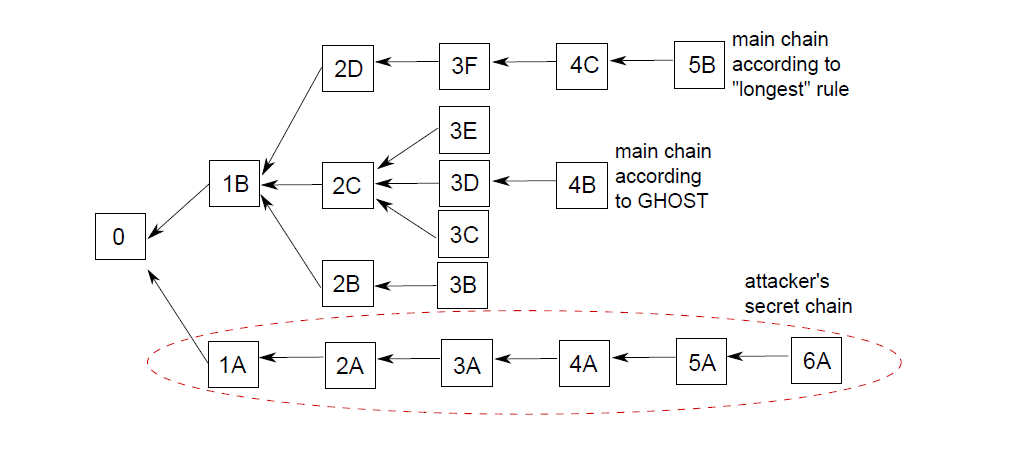 main chain
according to
"longest" rule
2D
3F
4C
5B
3E
main chain
according
to GHOST
1B
2C
3D
4B
0
3C
2B
3B
attacker's
secret chain
1A
2A
3A
4A
5A
6A